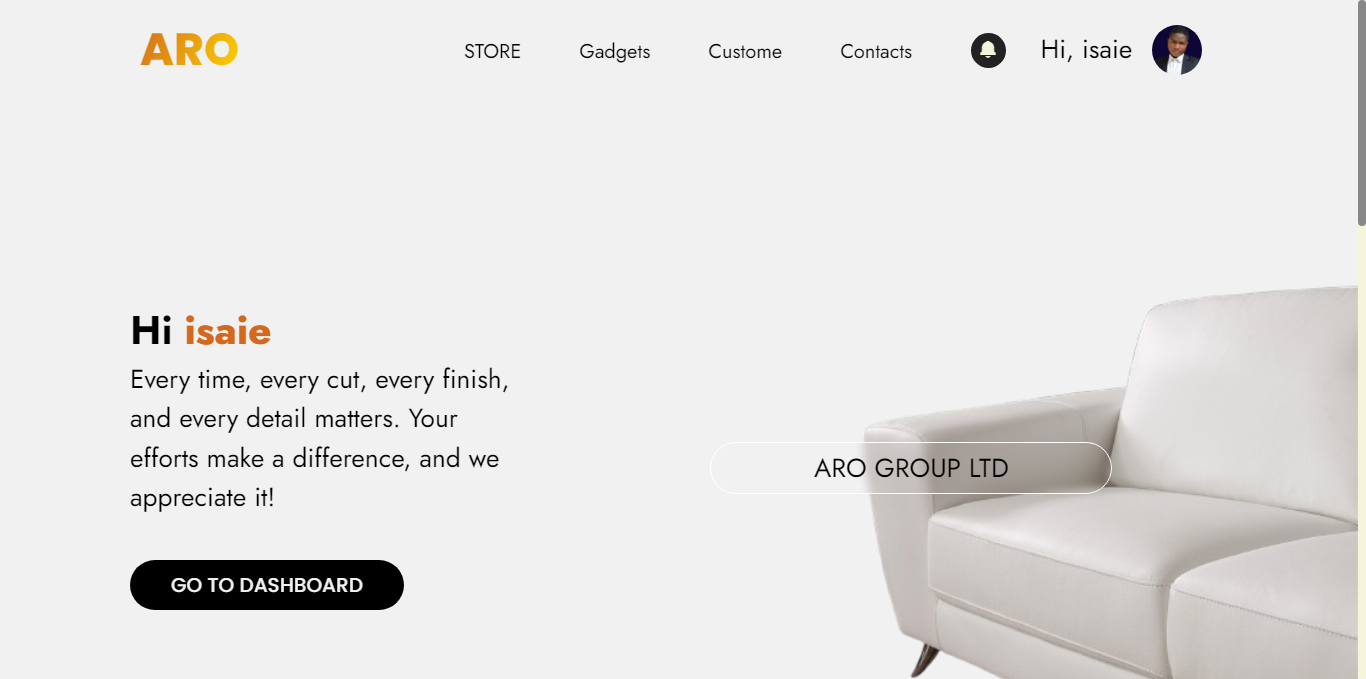 ARO
STORE
Gadgets
Custome
Contacts
Hi, isaie
Hi isaie
Every time, every cut, every finish,
and every detail matters. Your
efforts make a difference, and we
appreciate it!
ARO GROUP LTD
GO TO DASHBOARD